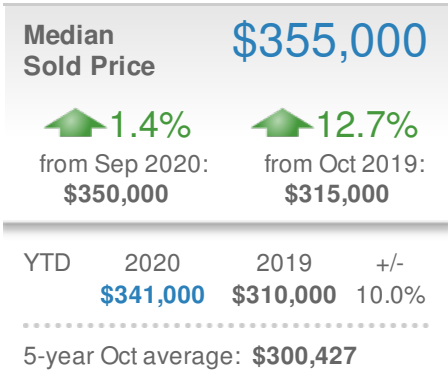 Median $355,000
Sold Price
1.4% 12.7%
from Sep 2020: from Oct 2019:
$350,000 $315,000
YTD 2020 2019 +/-
$341,000 $310,000 10.0%
5-year Oct average: $300,427